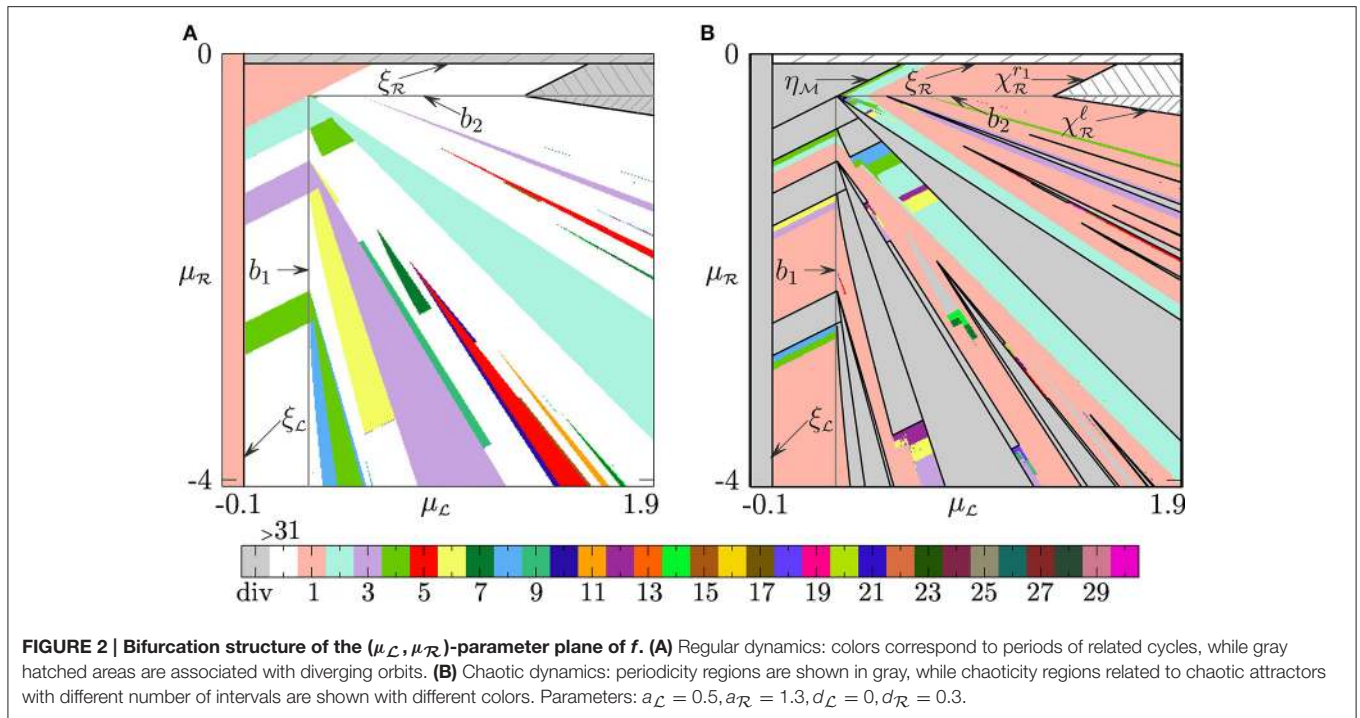 A
B
0
ξ_R
b_2
μ_R
b_1
ξ_L
-4
-0.1
μ_L
1.9
0
η_M
ξ_R
χ_R^{r_1}
b_2
χ_R^ℓ
μ_R
b_1
ξ_L
-4
-0.1
μ_L
1.9
>31
div 1 3 5 7 9 11 13 15 17 19 21 23 25 27 29
FIGURE 2 | Bifurcation structure of the (μ_L, μ_R)-parameter plane of f. (A) Regular dynamics: colors correspond to periods of related cycles, while gray
hatched areas are associated with diverging orbits. (B) Chaotic dynamics: periodicity regions are shown in gray, while chaoticity regions related to chaotic attractors
with different number of intervals are shown with different colors. Parameters: a_L = 0.5, a_R = 1.3, d_L = 0, d_R = 0.3.